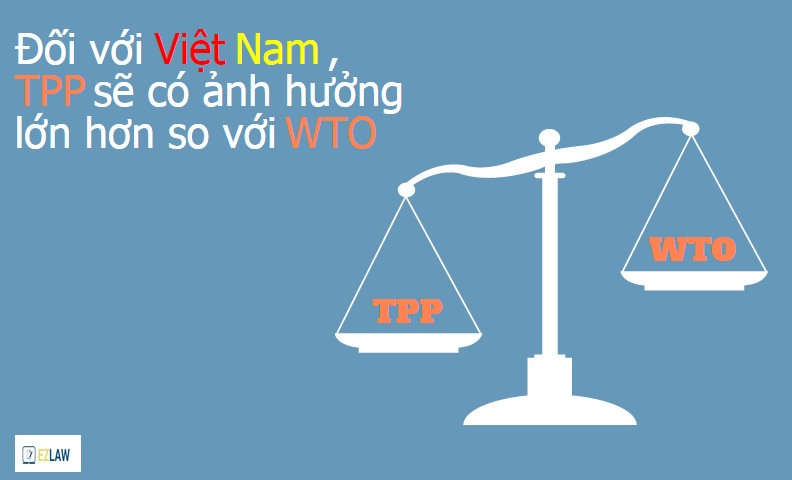 Đối với Việt Nam ,
TPP sẽ có ảnh hưởng
lớn hơn so với WTO
WTO
TPP
EZLAW